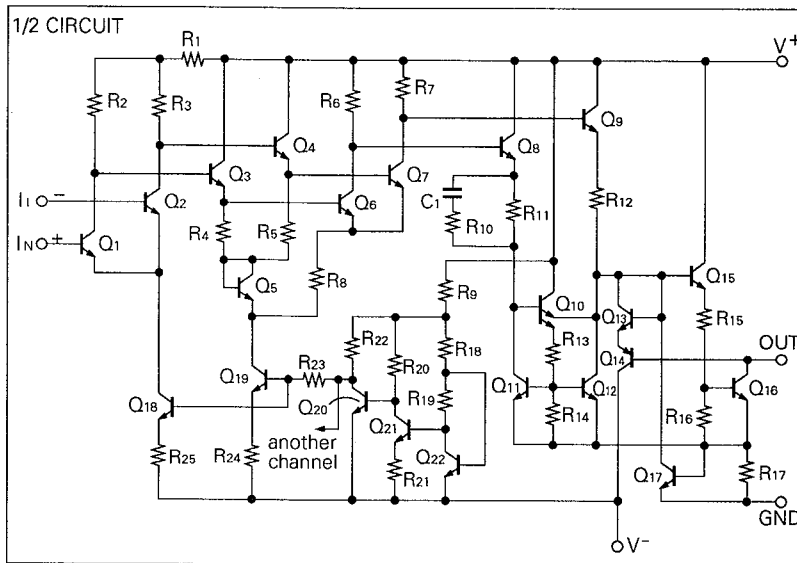 1/2 CIRCUIT
V+
R1
R2
R3
R6
R7
Q9
Q4
Q8
Q3
Q7
II −
Q2
Q6
C1
R12
R10
R11
IN +
Q1
R4
R5
Q15
Q5
R8
R9
Q10
Q13
R15
R22
R13
OUT
R23
R20
R18
Q14
Q19
Q11
Q12
Q16
Q18
Q20
R19
R14
R16
Q21
another
channel
Q22
Q17
R17
R25
R24
R21
GND
V−